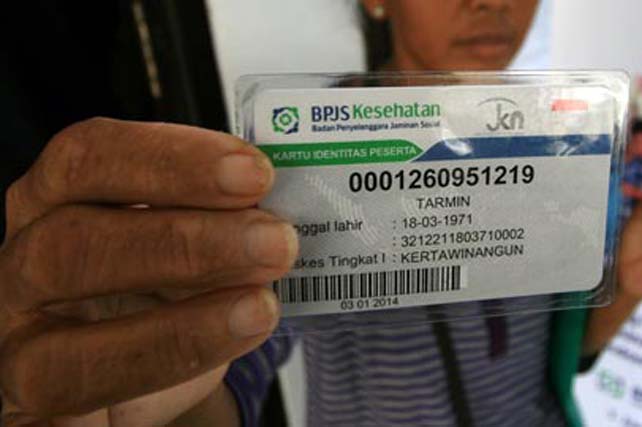 BPJS Kesehatan
Badan Penyelenggara Jaminan Sosial
jkn
KARTU IDENTITAS PESERTA
0001260951219
TARMIN
nggal lahir : 18-03-1971
: 3212211803710002
skes Tingkat I : KERTAWINANGUN
03 01 2014